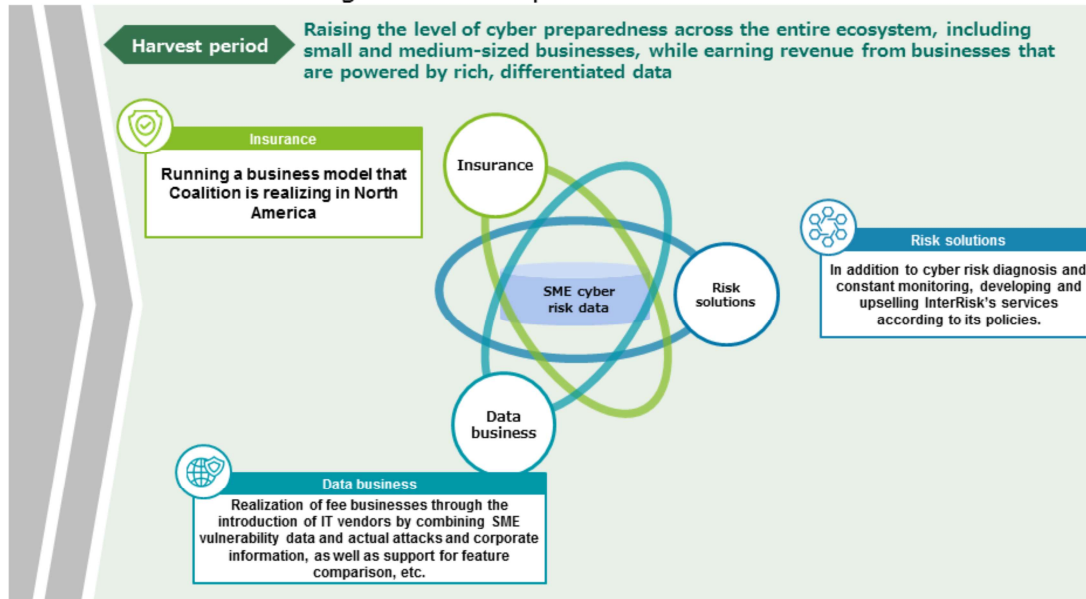 Harvest period
Raising the level of cyber preparedness across the entire ecosystem, including
small and medium-sized businesses, while earning revenue from businesses that
are powered by rich, differentiated data
Insurance
Running a business model that
Coalition is realizing in North
America
Insurance
SME cyber
risk data
Risk
solutions
Risk solutions
In addition to cyber risk diagnosis and
constant monitoring, developing and
upselling InterRisk's services
according to its policies.
Data
business
Data business
Realization of fee businesses through the
introduction of IT vendors by combining SME
vulnerability data and actual attacks and corporate
information, as well as support for feature
comparison, etc.